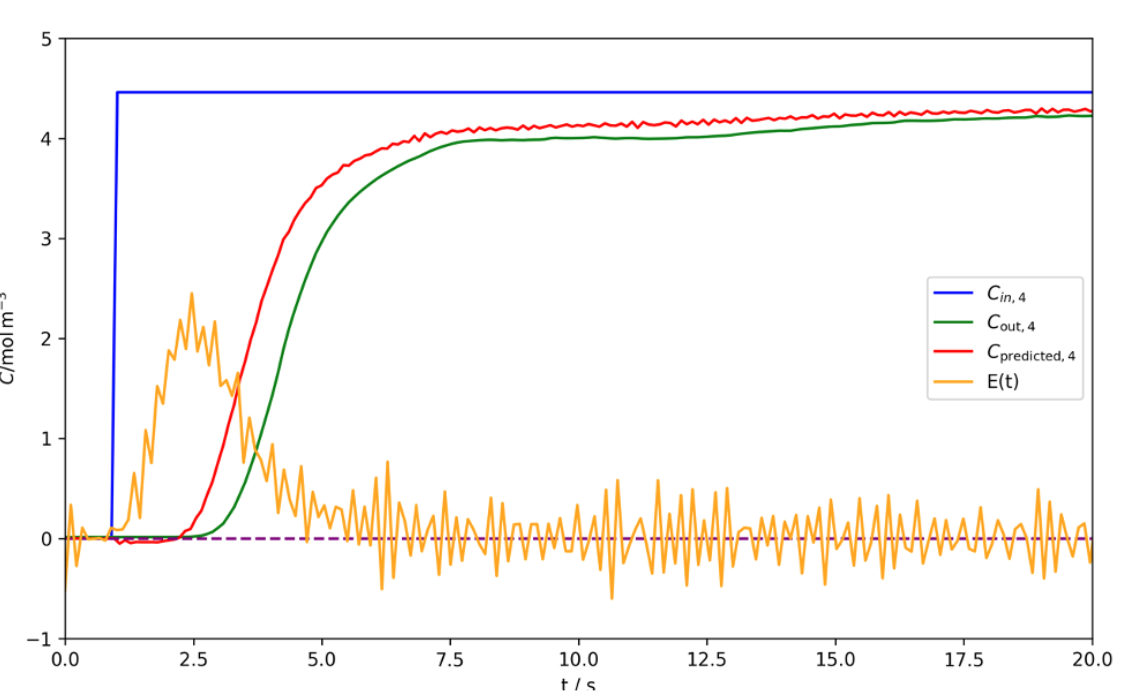 5
4
3
2
1
0
−1
C/mol m⁻³
0.0 2.5 5.0 7.5 10.0 12.5 15.0 17.5 20.0
t / s
C_in, 4
C_out, 4
C_predicted, 4
E(t)